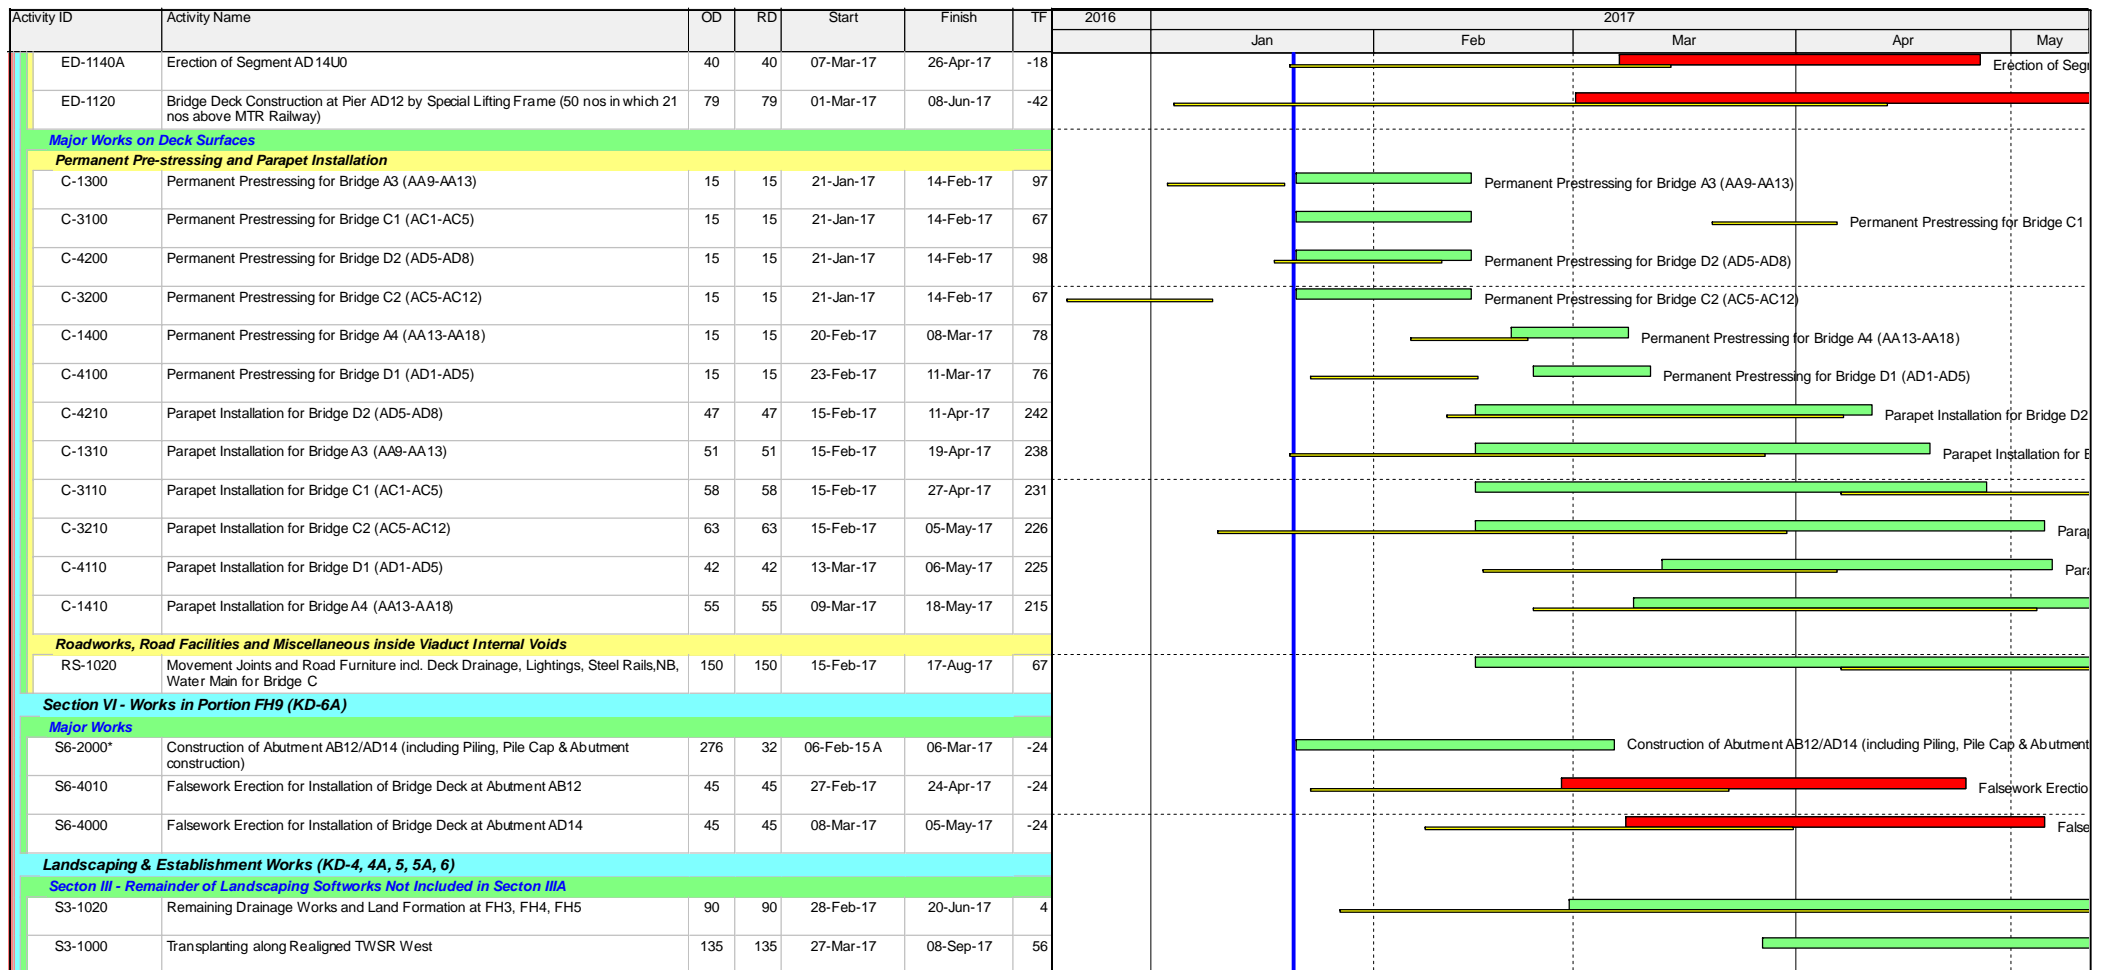 Activity ID Activity Name OD RD Start Finish TF 2016 2017
Jan Feb Mar Apr May
ED-1140A Erection of Segment AD14U0 40 40 07-Mar-17 26-Apr-17 -18 Erection of Seg
ED-1120 Bridge Deck Construction at Pier AD12 by Special Lifting Frame (50 nos in which 21 79 79 01-Mar-17 08-Jun-17 -42
nos above MTR Railway)
Major Works on Deck Surfaces
Permanent Pre-stressing and Parapet Installation
C-1300 Permanent Prestressing for Bridge A3 (AA9-AA13) 15 15 21-Jan-17 14-Feb-17 97 Permanent Prestressing for Bridge A3 (AA9-AA13)
C-3100 Permanent Prestressing for Bridge C1 (AC1-AC5) 15 15 21-Jan-17 14-Feb-17 67 Permanent Prestressing for Bridge C1
C-4200 Permanent Prestressing for Bridge D2 (AD5-AD8) 15 15 21-Jan-17 14-Feb-17 98 Permanent Prestressing for Bridge D2 (AD5-AD8)
C-3200 Permanent Prestressing for Bridge C2 (AC5-AC12) 15 15 21-Jan-17 14-Feb-17 67 Permanent Prestressing for Bridge C2 (AC5-AC12)
C-1400 Permanent Prestressing for Bridge A4 (AA13-AA18) 15 15 20-Feb-17 08-Mar-17 78 Permanent Prestressing for Bridge A4 (AA13-AA18)
C-4100 Permanent Prestressing for Bridge D1 (AD1-AD5) 15 15 23-Feb-17 11-Mar-17 76 Permanent Prestressing for Bridge D1 (AD1-AD5)
C-4210 Parapet Installation for Bridge D2 (AD5-AD8) 47 47 15-Feb-17 11-Apr-17 242 Parapet Installation for Bridge D2
C-1310 Parapet Installation for Bridge A3 (AA9-AA13) 51 51 15-Feb-17 19-Apr-17 238 Parapet Installation for
C-3110 Parapet Installation for Bridge C1 (AC1-AC5) 58 58 15-Feb-17 27-Apr-17 231
C-3210 Parapet Installation for Bridge C2 (AC5-AC12) 63 63 15-Feb-17 05-May-17 226 Parap
C-4110 Parapet Installation for Bridge D1 (AD1-AD5) 42 42 13-Mar-17 06-May-17 225 Para
C-1410 Parapet Installation for Bridge A4 (AA13-AA18) 55 55 09-Mar-17 18-May-17 215
Roadworks, Road Facilities and Miscellaneous inside Viaduct Internal Voids
RS-1020 Movement Joints and Road Furniture incl. Deck Drainage, Lightings, Steel Rails,NB, 150 150 15-Feb-17 17-Aug-17 67
Water Main for Bridge C
Section VI - Works in Portion FH9 (KD-6A)
Major Works
S6-2000* Construction of Abutment AB12/AD14 (including Piling, Pile Cap & Abutment 276 32 06-Feb-15 A 06-Mar-17 -24 Construction of Abutment AB12/AD14 (including Piling, Pile Cap & Abutment
construction)
S6-4010 Falsework Erection for Installation of Bridge Deck at Abutment AB12 45 45 27-Feb-17 24-Apr-17 -24 Falsework Erectio
S6-4000 Falsework Erection for Installation of Bridge Deck at Abutment AD14 45 45 08-Mar-17 05-May-17 -24 False
Landscaping & Establishment Works (KD-4, 4A, 5, 5A, 6)
Secton III - Remainder of Landscaping Softworks Not Included in Secton IIIA
S3-1020 Remaining Drainage Works and Land Formation at FH3, FH4, FH5 90 90 28-Feb-17 20-Jun-17 4
S3-1000 Transplanting along Realigned TWSR West 135 135 27-Mar-17 08-Sep-17 56